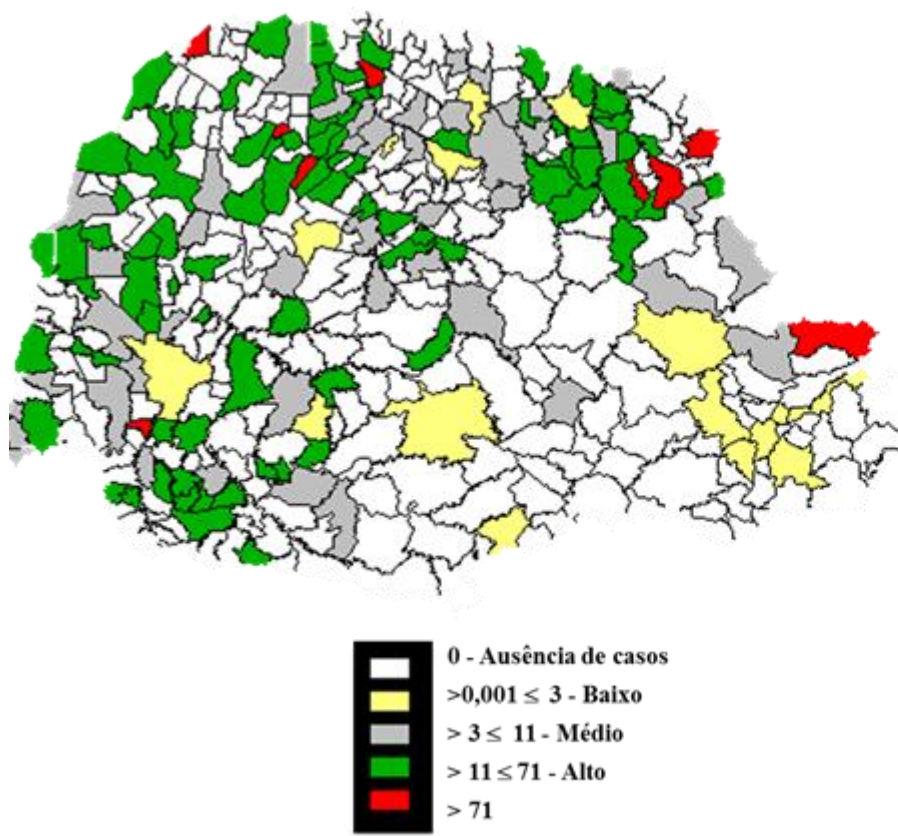 0 - Ausência de casos
>0,001 ≤ 3 - Baixo
> 3 ≤ 11 - Médio
> 11 ≤ 71 - Alto
> 71